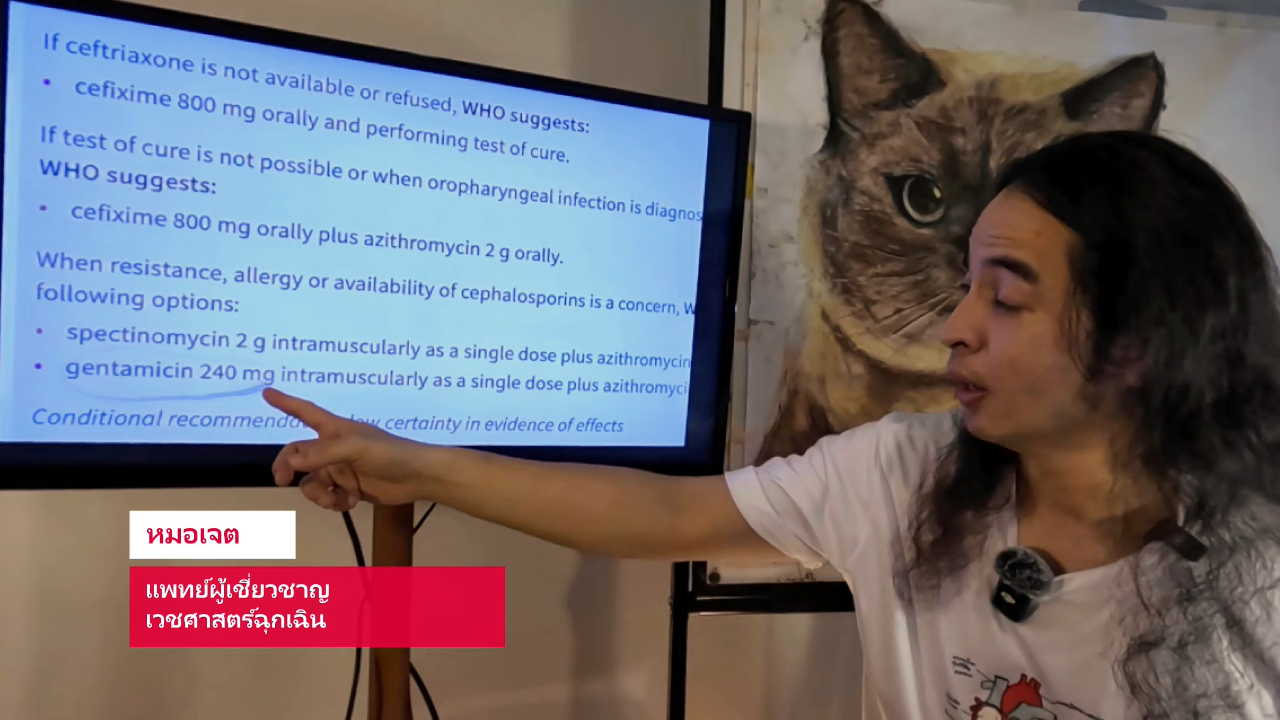 If ceftriaxone is not available or refused, WHO suggests:
• cefixime 800 mg orally and performing test of cure.
If test of cure is not possible or when oropharyngeal infection is diagnos
WHO suggests:
• cefixime 800 mg orally plus azithromycin 2 g orally.
When resistance, allergy or availability of cephalosporins is a concern, W
following options:
• spectinomycin 2 g intramuscularly as a single dose plus azithromycin
• gentamicin 240 mg intramuscularly as a single dose plus azithromyci
Conditional certainty in evidence of effects
หมอเจต
แพทย์ผู้เชี่ยวชาญ
เวชศาสตร์ฉุกเฉิน